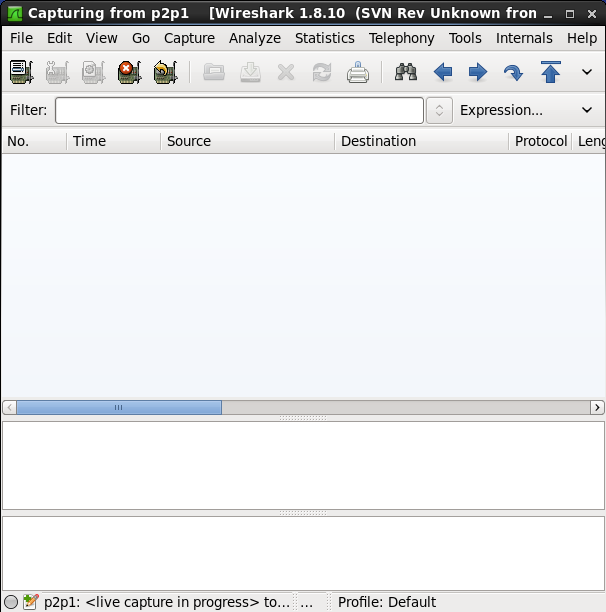 Capturing from p2p1 [Wireshark 1.8.10 (SVN Rev Unknown from
File Edit View Go Capture Analyze Statistics Telephony Tools Internals Help
Filter: Expression...
No. Time Source Destination Protocol Leng
p2p1: <live capture in progress> to... ... Profile: Default